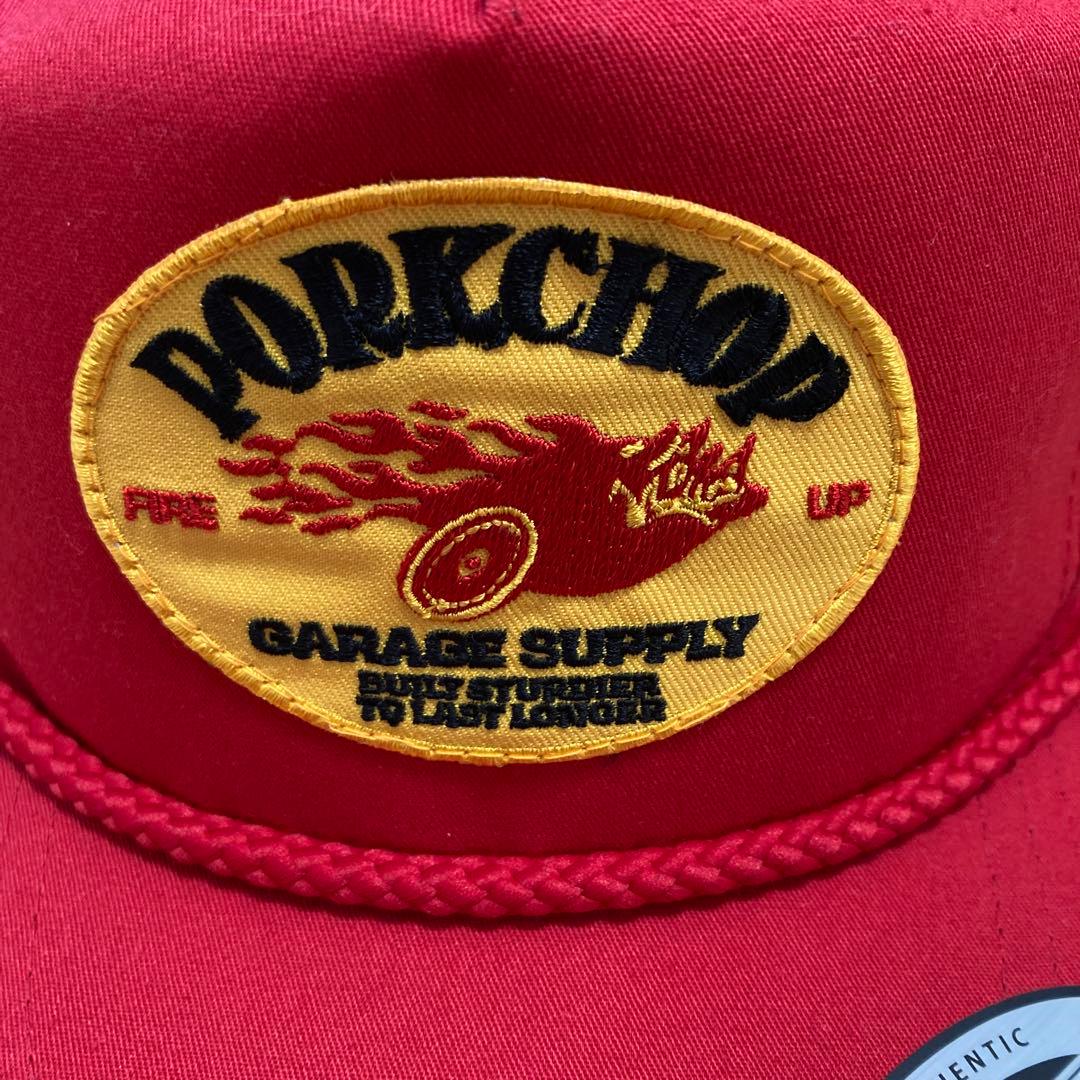 PORKCHOP
FIRE UP
GARAGE SUPPLY
BUILT STURDIER
TO LAST LONGER